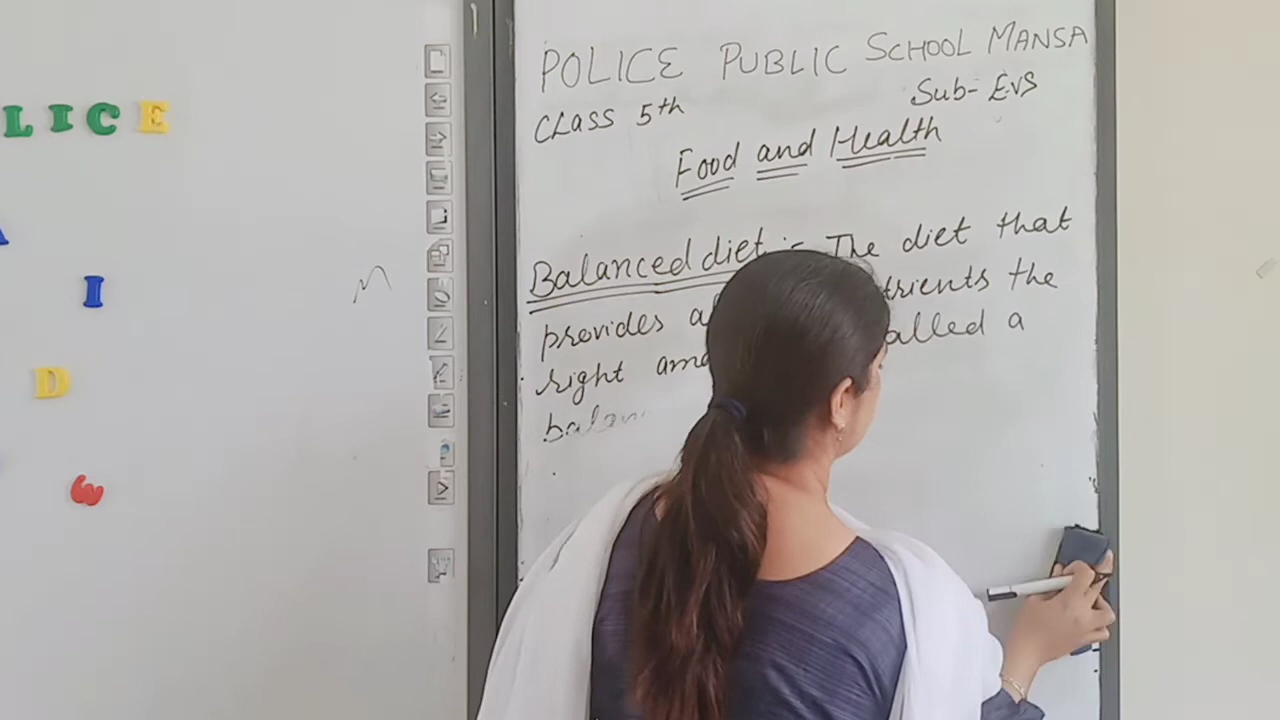 LICE
I
D
POLICE PUBLIC SCHOOL MANSA
CLASS 5th Sub- EVS
Food and Health
Balanced diet :- The diet that
provides trients the
right alled a
balan